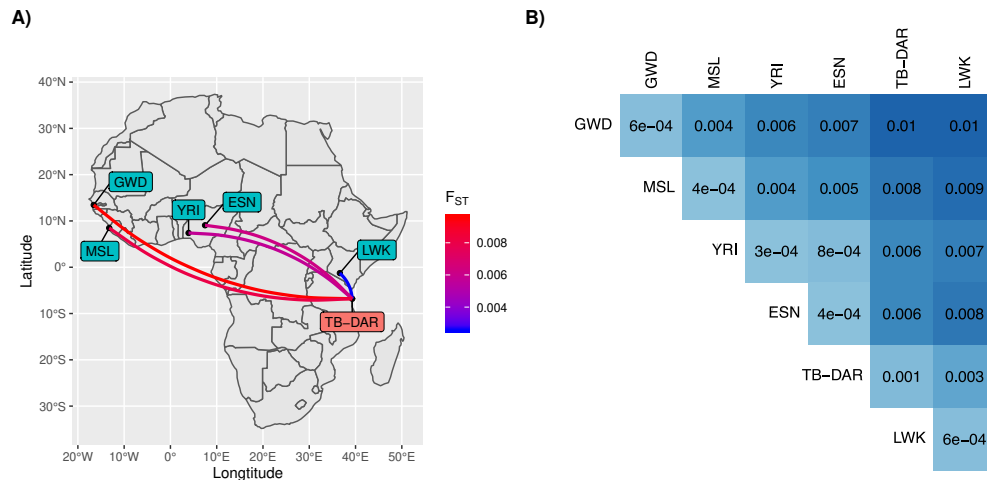 A)
40°N
30°N
20°N
10°N
0°
10°S
20°S
30°S
Latitude
20°W 10°W 0° 10°E 20°E 30°E 40°E 50°E
Longtitude
GWD
MSL
YRI
ESN
LWK
TB−DAR
FST
0.008
0.006
0.004
B)
GWD MSL YRI ESN TB−DAR LWK
GWD 6e−04 0.004 0.006 0.007 0.01 0.01
MSL 4e−04 0.004 0.005 0.008 0.009
YRI 3e−04 8e−04 0.006 0.007
ESN 4e−04 0.006 0.008
TB−DAR 0.001 0.003
LWK 6e−04